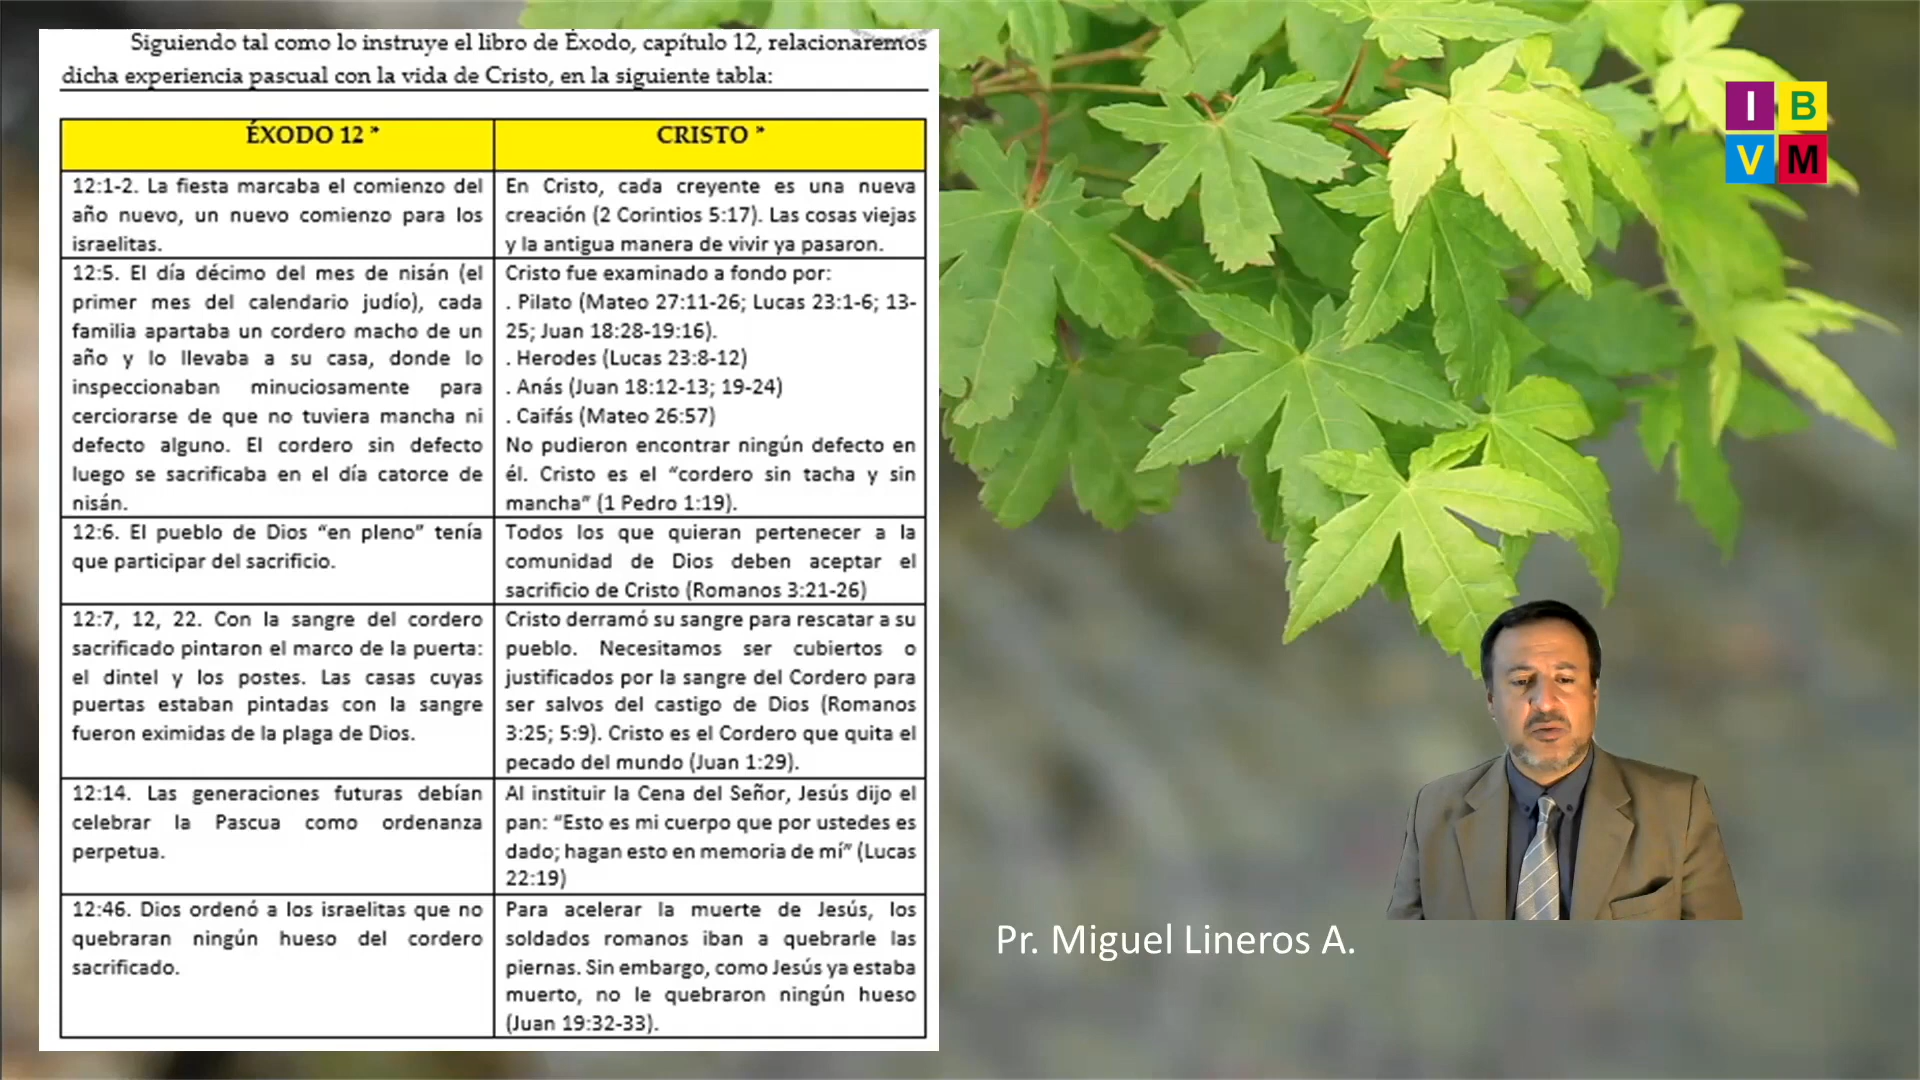 Siguiendo tal como lo instruye el libro de Éxodo, capítulo 12, relacionaremos
dicha experiencia pascual con la vida de Cristo, en la siguiente tabla:
ÉXODO 12 *
12:1-2. La fiesta marcaba el comienzo del
año nuevo, un nuevo comienzo para los
israelitas.
12:5. El día décimo del mes de nisán (el
primer mes del calendario judío), cada
familia apartaba un cordero macho de un
año y lo llevaba a su casa, donde lo
inspeccionaban minuciosamente para
cerciorarse de que no tuviera mancha ni
defecto alguno. El cordero sin defecto
luego se sacrificaba en el día catorce de
nisán.
12:6. El pueblo de Dios “en pleno” tenía
que participar del sacrificio.
12:7, 12, 22. Con la sangre del cordero
sacrificado pintaron el marco de la puerta:
el dintel y los postes. Las casas cuyas
puertas estaban pintadas con la sangre
fueron eximidas de la plaga de Dios.
12:14. Las generaciones futuras debían
celebrar la Pascua como ordenanza
perpetua.
12:46. Dios ordenó a los israelitas que no
quebraran ningún hueso del cordero
sacrificado.
CRISTO *
En Cristo, cada creyente es una nueva
creación (2 Corintios 5:17). Las cosas viejas
y la antigua manera de vivir ya pasaron.
Cristo fue examinado a fondo por:
. Pilato (Mateo 27:11-26; Lucas 23:1-6; 13-
25; Juan 18:28-19:16).
. Herodes (Lucas 23:8-12)
. Anás (Juan 18:12-13; 19-24)
. Caifás (Mateo 26:57)
No pudieron encontrar ningún defecto en
él. Cristo es el “cordero sin tacha y sin
mancha” (1 Pedro 1:19).
Todos los que quieran pertenecer a la
comunidad de Dios deben aceptar el
sacrificio de Cristo (Romanos 3:21-26)
Cristo derramó su sangre para rescatar a su
pueblo. Necesitamos ser cubiertos o
justificados por la sangre del Cordero para
ser salvos del castigo de Dios (Romanos
3:25; 5:9). Cristo es el Cordero que quita el
pecado del mundo (Juan 1:29).
Al instituir la Cena del Señor, Jesús dijo el
pan: “Esto es mi cuerpo que por ustedes es
dado; hagan esto en memoria de mí” (Lucas
22:19)
Para acelerar la muerte de Jesús, los
soldados romanos iban a quebrarle las
piernas. Sin embargo, como Jesús ya estaba
muerto, no le quebraron ningún hueso
(Juan 19:32-33).
I B
V M
Pr. Miguel Lineros A.